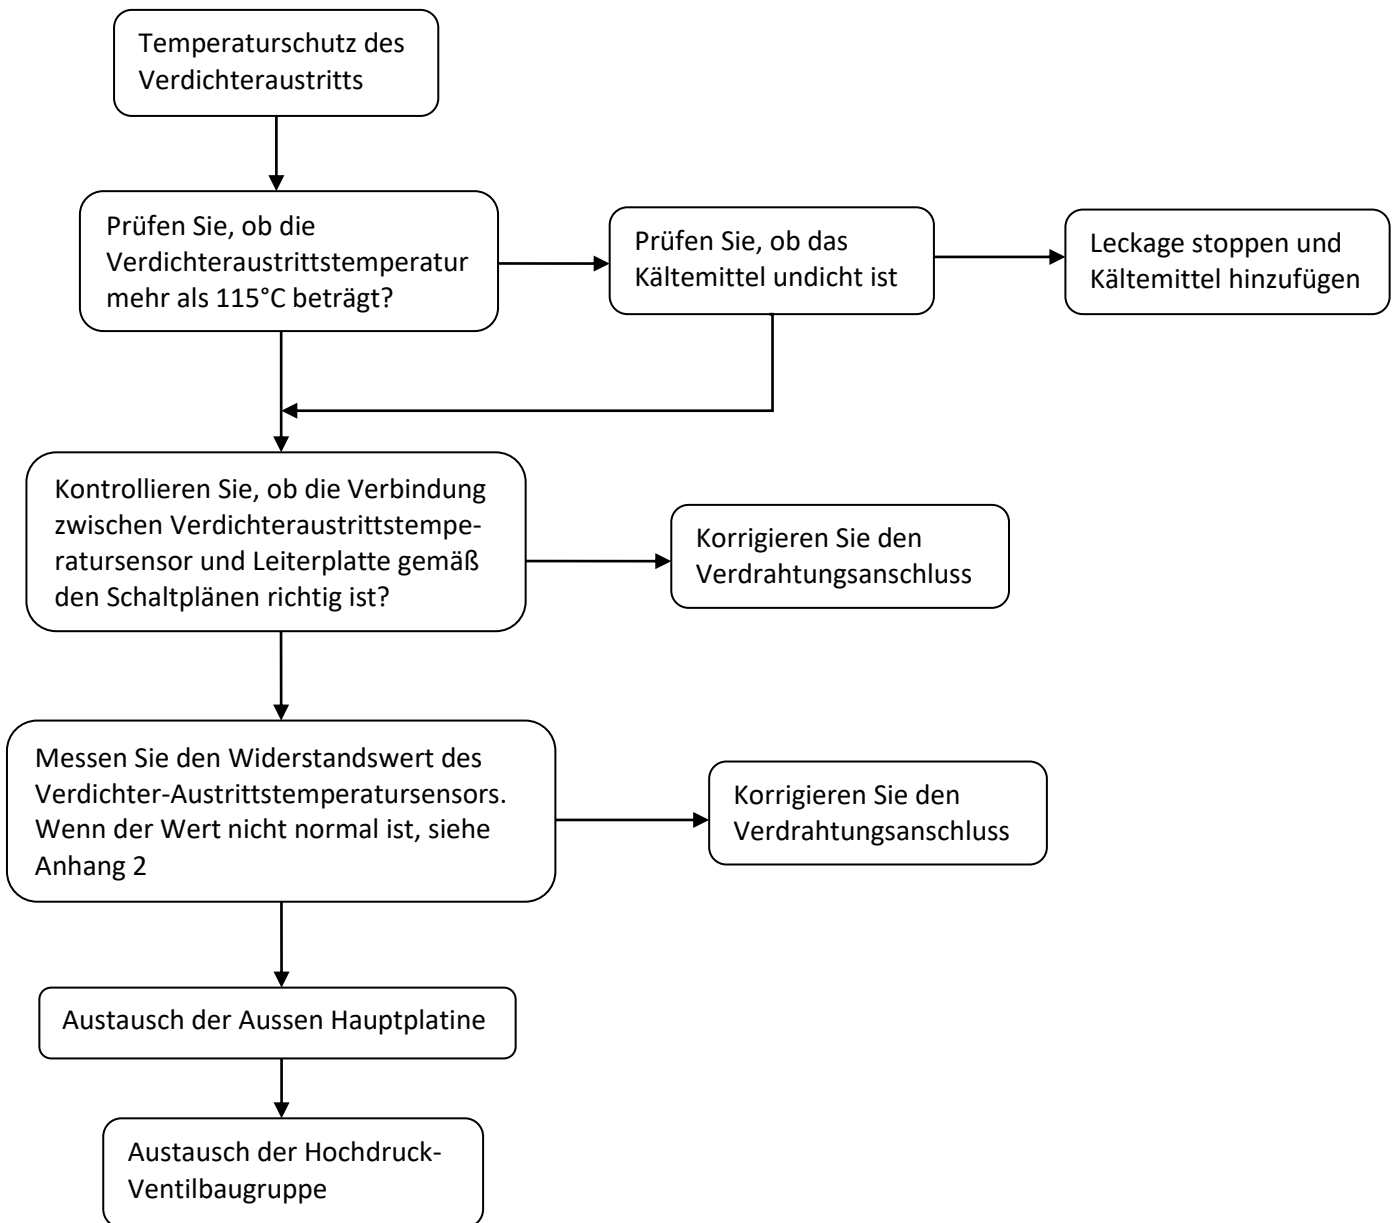 Temperaturschutz des
Verdichteraustritts
Prüfen Sie, ob die
Verdichteraustrittstemperatur
mehr als 115°C beträgt?
Prüfen Sie, ob das
Kältemittel undicht ist
Leckage stoppen und
Kältemittel hinzufügen
Kontrollieren Sie, ob die Verbindung
zwischen Verdichteraustrittstempe-
ratursensor und Leiterplatte gemäß
den Schaltplänen richtig ist?
Korrigieren Sie den
Verdrahtungsanschluss
Messen Sie den Widerstandswert des
Verdichter-Austrittstemperatursensors.
Wenn der Wert nicht normal ist, siehe
Anhang 2
Korrigieren Sie den
Verdrahtungsanschluss
Austausch der Aussen Hauptplatine
Austausch der Hochdruck-
Ventilbaugruppe